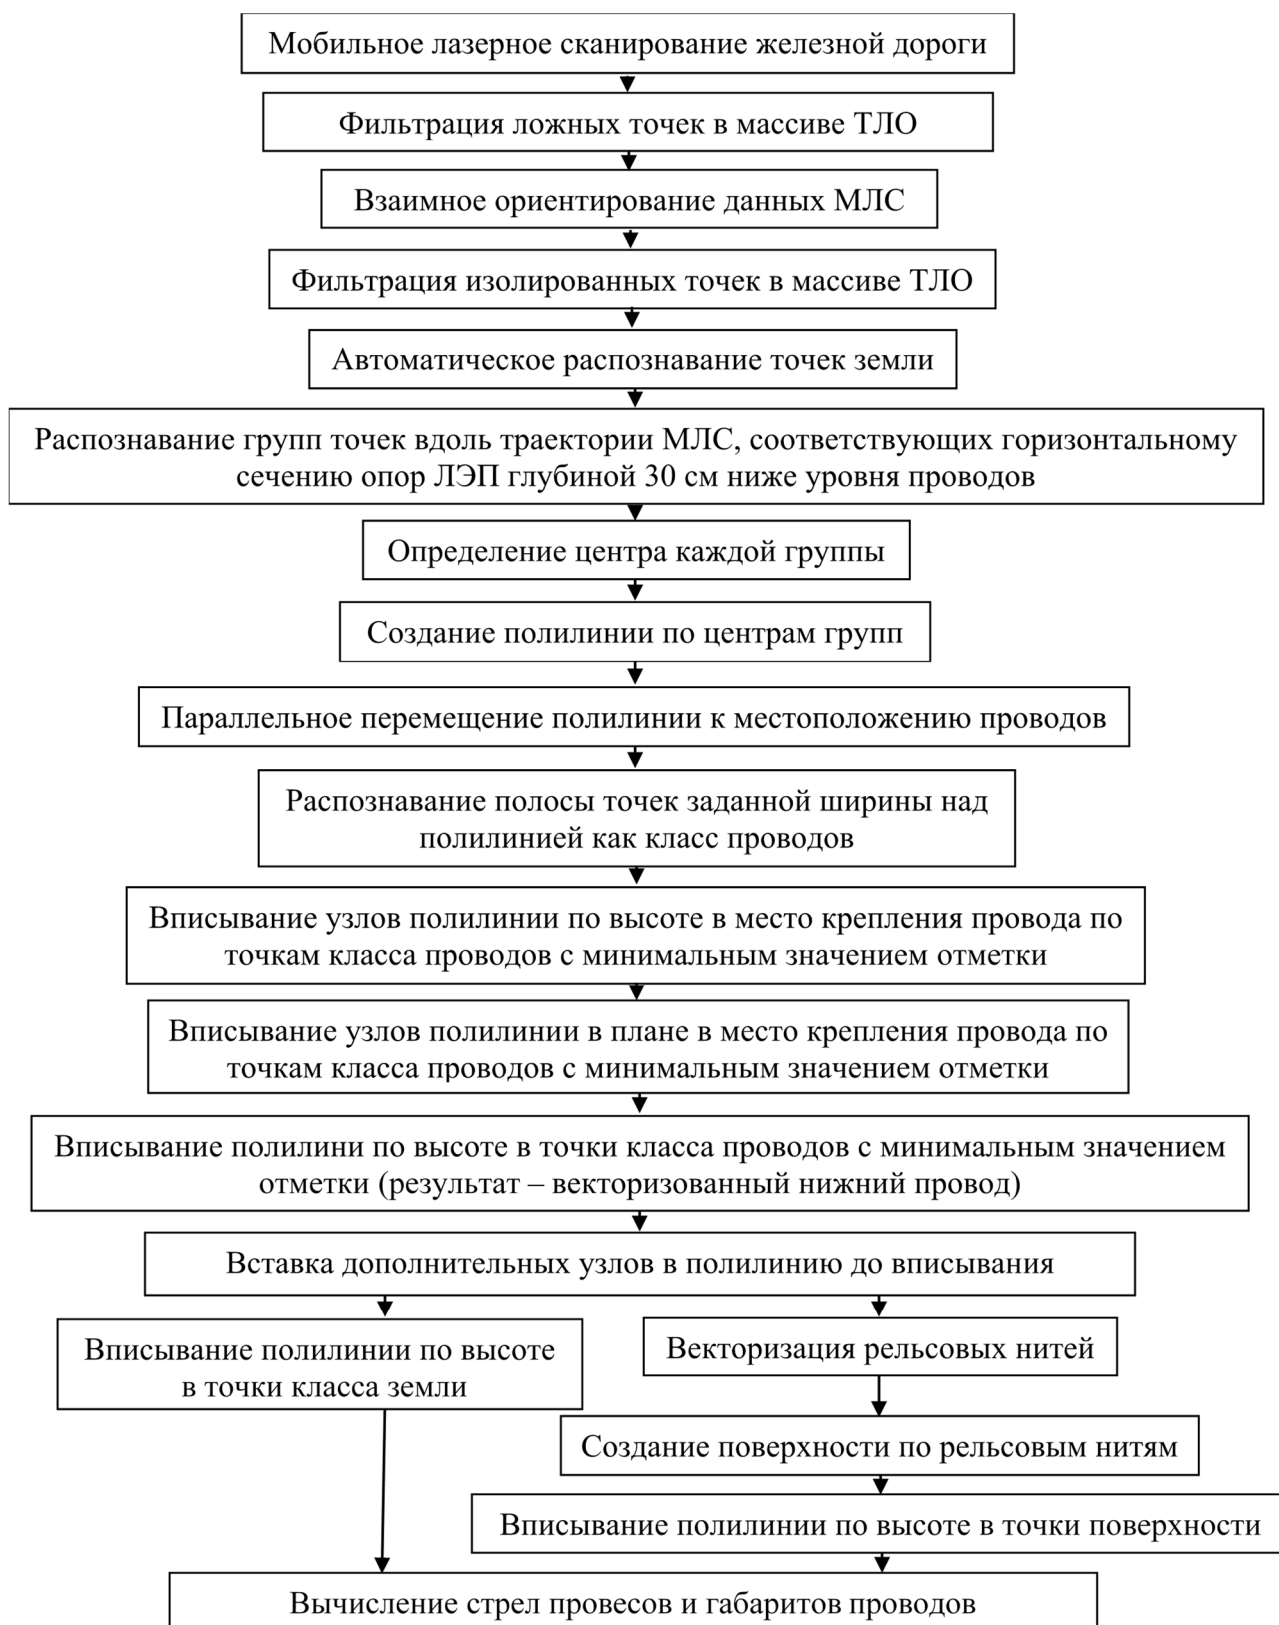 Мобильное лазерное сканирование железной дороги
Фильтрация ложных точек в массиве ТЛО
Взаимное ориентирование данных МЛС
Фильтрация изолированных точек в массиве ТЛО
Автоматическое распознавание точек земли
Распознавание групп точек вдоль траектории МЛС, соответствующих горизонтальному
сечению опор ЛЭП глубиной 30 см ниже уровня проводов
Определение центра каждой группы
Создание полилинии по центрам групп
Параллельное перемещение полилинии к местоположению проводов
Распознавание полосы точек заданной ширины над
полилинией как класс проводов
Вписывание узлов полилинии по высоте в место крепления провода по
точкам класса проводов с минимальным значением отметки
Вписывание узлов полилинии в плане в место крепления провода по
точкам класса проводов с минимальным значением отметки
Вписывание полилини по высоте в точки класса проводов с минимальным значением
отметки (результат – векторизованный нижний провод)
Вставка дополнительных узлов в полилинию до вписывания
Вписывание полилинии по высоте
в точки класса земли
Векторизация рельсовых нитей
Создание поверхности по рельсовым нитям
Вписывание полилинии по высоте в точки поверхности
Вычисление стрел провесов и габаритов проводов